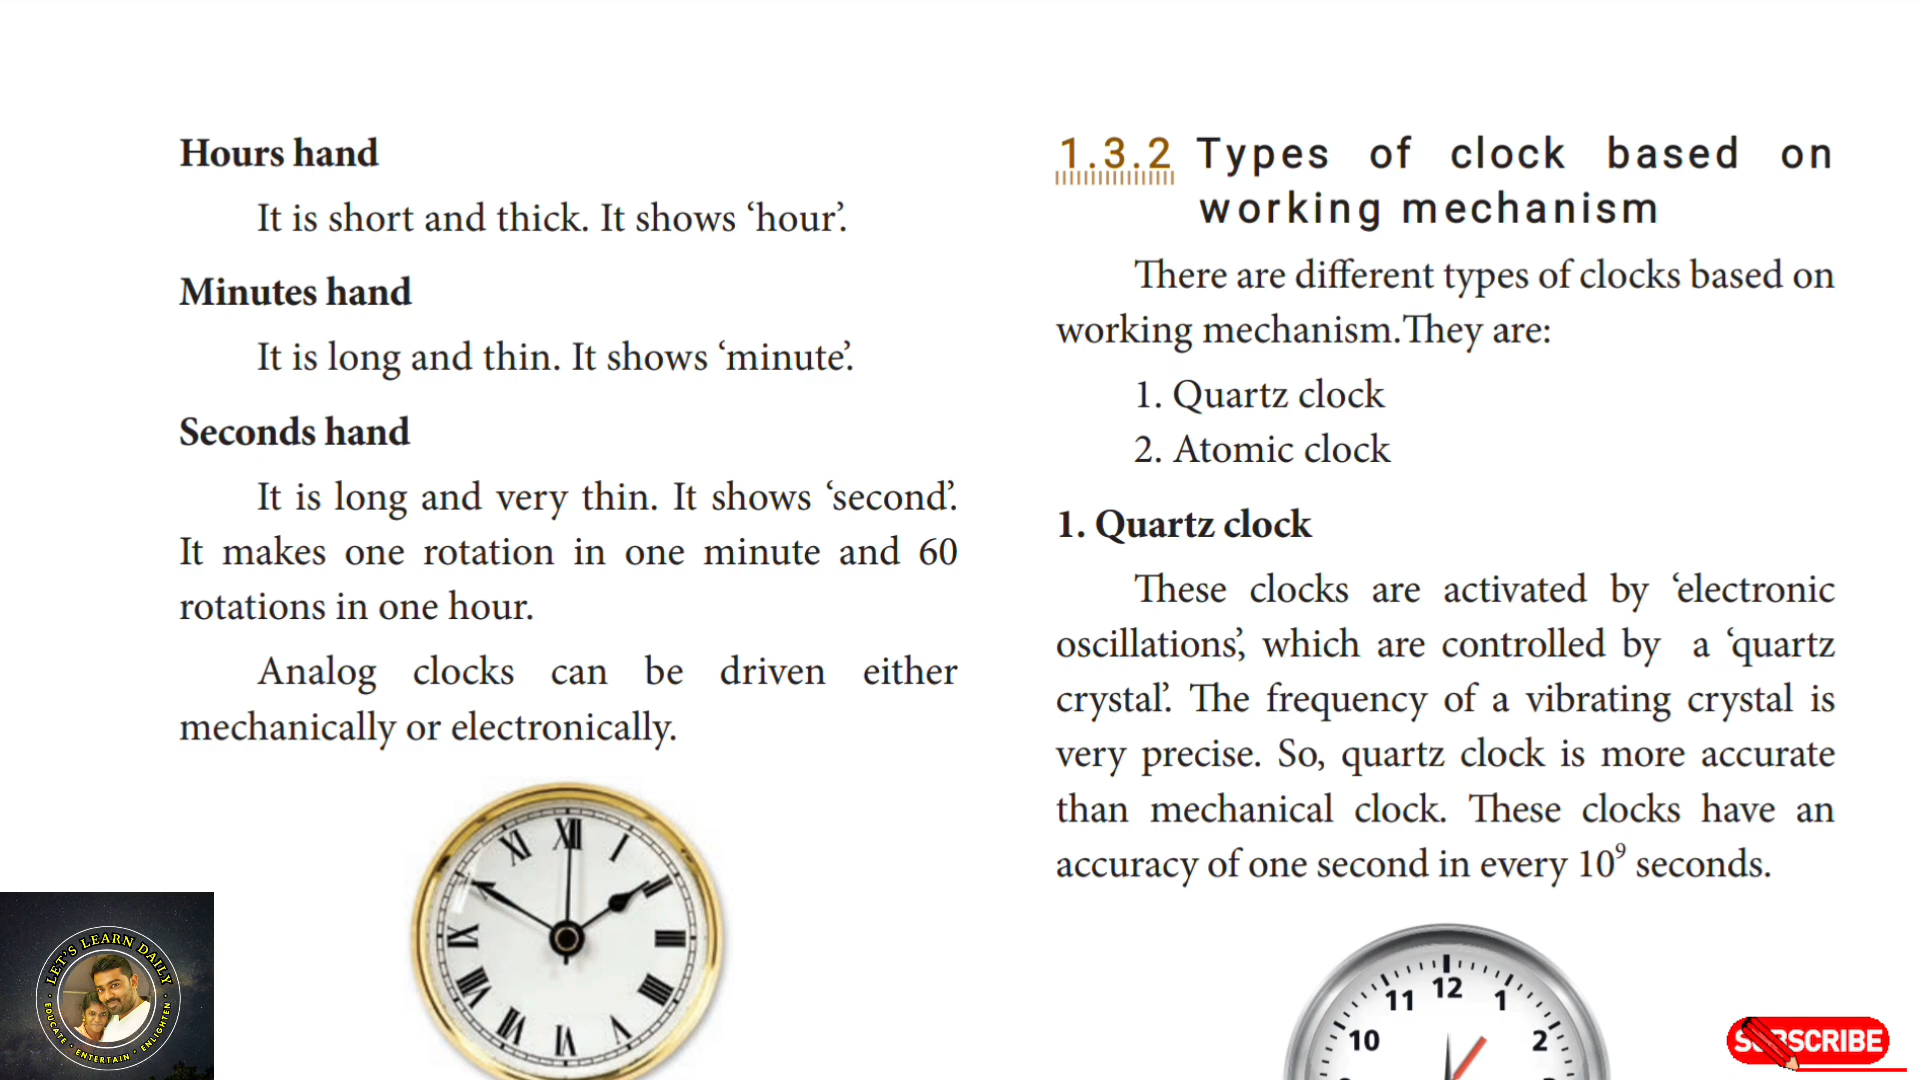 Hours hand
It is short and thick. It shows ‘hour’.
Minutes hand
It is long and thin. It shows ‘minute’.
Seconds hand
It is long and very thin. It shows ‘second’.
It makes one rotation in one minute and 60
rotations in one hour.
Analog clocks can be driven either
mechanically or electronically.
XII
I
II
III
IIII
V
VI
VII
VIII
IX
XI
1.3.2 Types of clock based on
working mechanism
There are different types of clocks based on
working mechanism.They are:
1. Quartz clock
2. Atomic clock
1. Quartz clock
These clocks are activated by ‘electronic
oscillations’, which are controlled by a ‘quartz
crystal’. The frequency of a vibrating crystal is
very precise. So, quartz clock is more accurate
than mechanical clock. These clocks have an
accuracy of one second in every 10⁹ seconds.
12
1
2
10
11
LET'S LEARN DAILY
EDUCATE · ENTERTAIN · ENLIGHTEN
SUBSCRIBE